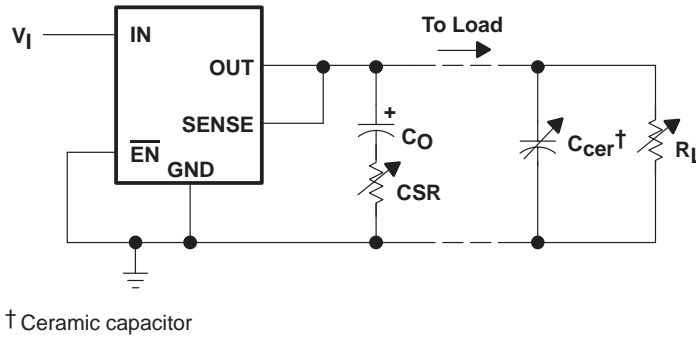 To Load
V_I
IN
OUT
SENSE
EN
GND
+
C_O
CSR
C_cer†
R_L
† Ceramic capacitor